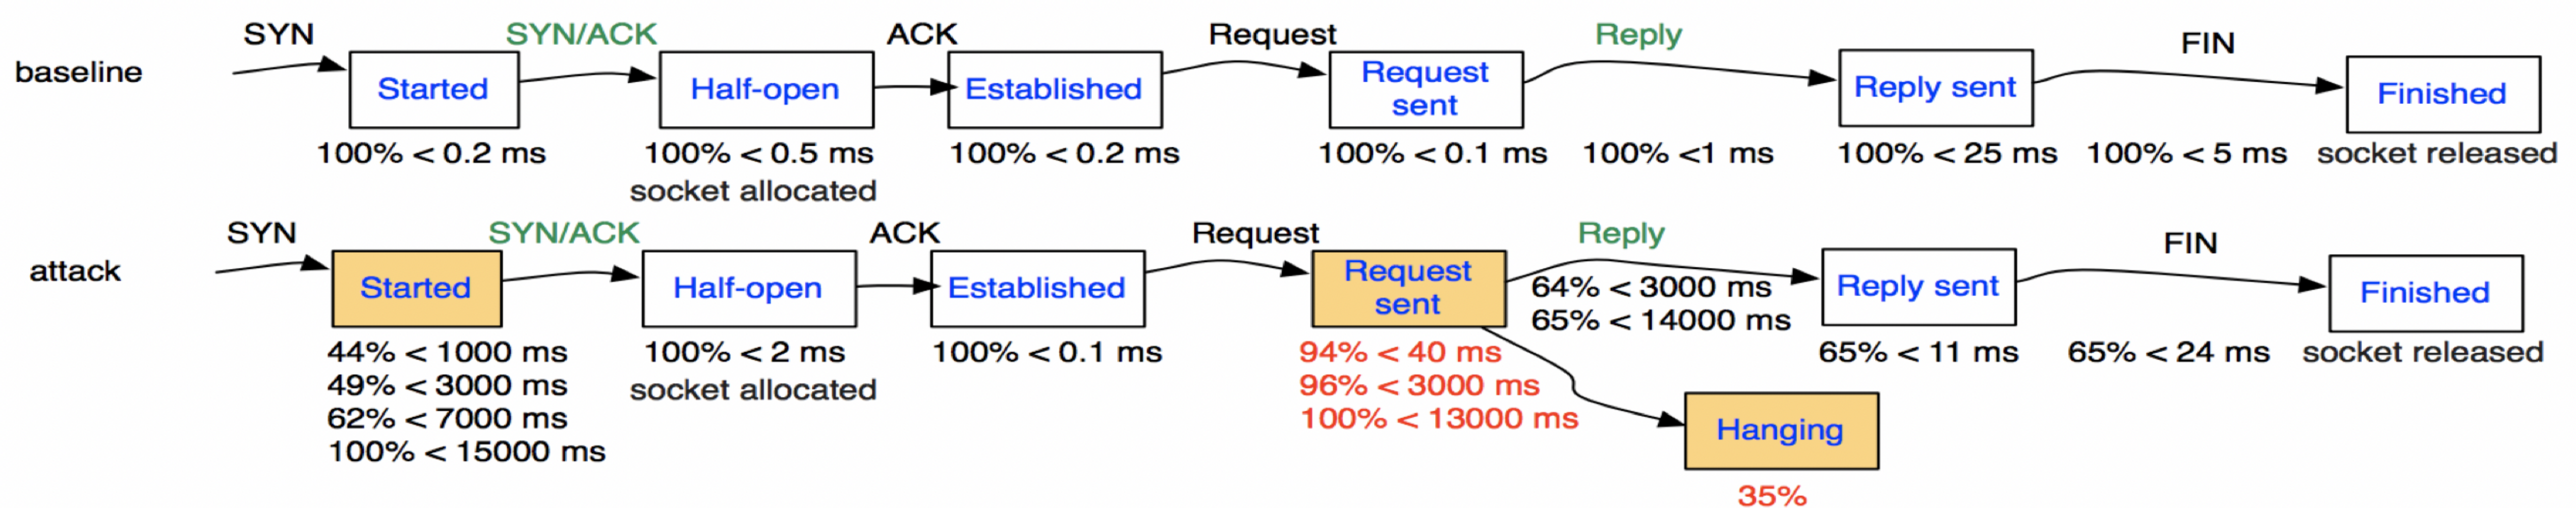 SYN
SYN/ACK
ACK
Request
Reply
FIN
baseline
Started
Half-open
Established
Request
sent
Reply sent
Finished
100% < 0.2 ms
100% < 0.5 ms
100% < 0.2 ms
100% < 0.1 ms
100% <1 ms
100% < 25 ms
100% < 5 ms
socket released
socket allocated
SYN
SYN/ACK
ACK
Request
Reply
FIN
attack
Started
Half-open
Established
Request
sent
64% < 3000 ms
65% < 14000 ms
Reply sent
Finished
44% < 1000 ms
49% < 3000 ms
62% < 7000 ms
100% < 15000 ms
100% < 2 ms
socket allocated
100% < 0.1 ms
94% < 40 ms
96% < 3000 ms
100% < 13000 ms
65% < 11 ms
65% < 24 ms
socket released
Hanging
35%